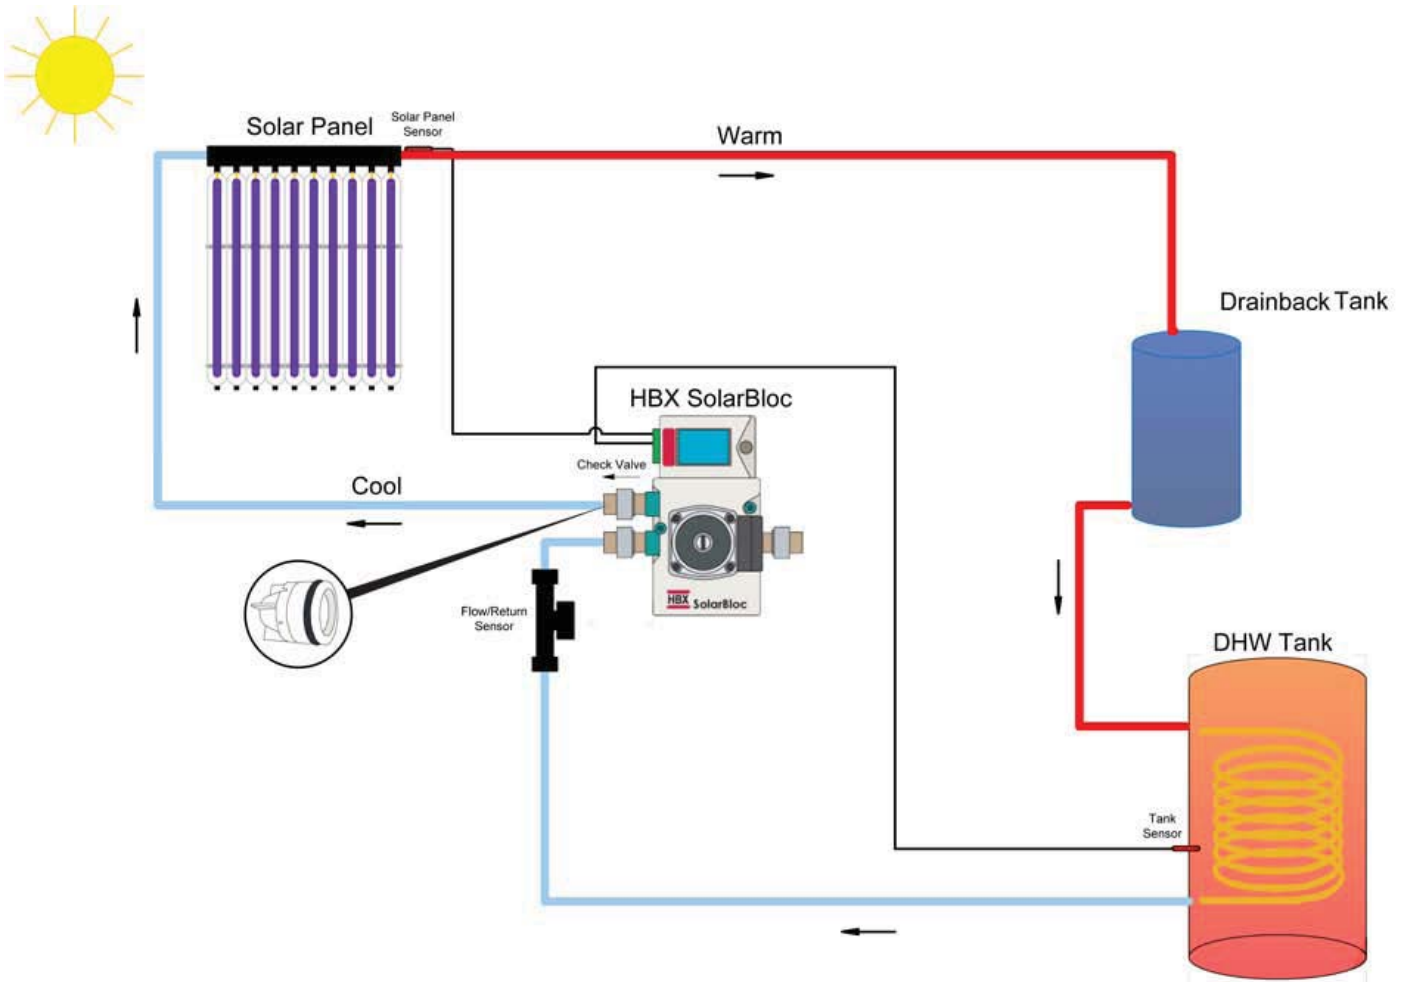 Solar Panel
Solar Panel
Sensor
Warm
Drainback Tank
HBX SolarBloc
Check Valve
Cool
Flow/Return
Sensor
HBX SolarBloc
DHW Tank
Tank
Sensor